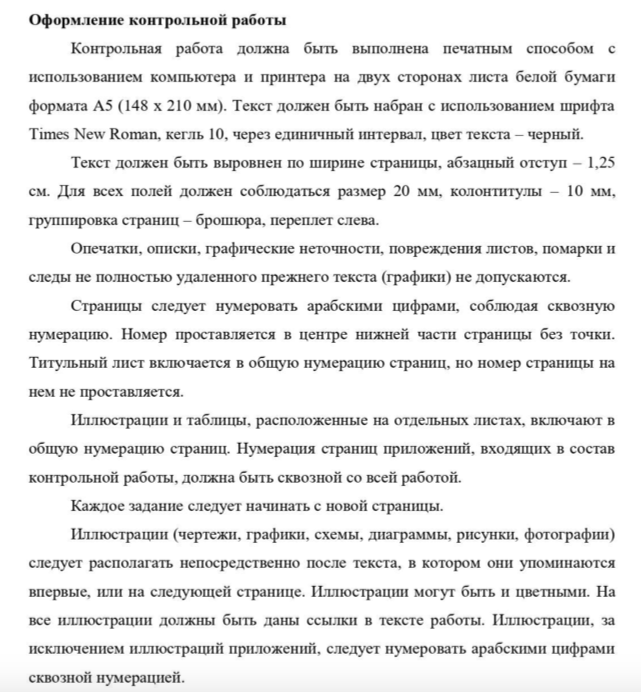 Оформление контрольной работы
Контрольная работа должна быть выполнена печатным способом с
использованием компьютера и принтера на двух сторонах листа белой бумаги
формата А5 (148 х 210 мм). Текст должен быть набран с использованием шрифта
Times New Roman, кегль 10, через единичный интервал, цвет текста – черный.
Текст должен быть выровнен по ширине страницы, абзацный отступ – 1,25
см. Для всех полей должен соблюдаться размер 20 мм, колонтитулы – 10 мм,
группировка страниц – брошюра, переплет слева.
Опечатки, описки, графические неточности, повреждения листов, помарки и
следы не полностью удаленного прежнего текста (графики) не допускаются.
Страницы следует нумеровать арабскими цифрами, соблюдая сквозную
нумерацию. Номер проставляется в центре нижней части страницы без точки.
Титульный лист включается в общую нумерацию страниц, но номер страницы на
нем не проставляется.
Иллюстрации и таблицы, расположенные на отдельных листах, включают в
общую нумерацию страниц. Нумерация страниц приложений, входящих в состав
контрольной работы, должна быть сквозной со всей работой.
Каждое задание следует начинать с новой страницы.
Иллюстрации (чертежи, графики, схемы, диаграммы, рисунки, фотографии)
следует располагать непосредственно после текста, в котором они упоминаются
впервые, или на следующей странице. Иллюстрации могут быть и цветными. На
все иллюстрации должны быть даны ссылки в тексте работы. Иллюстрации, за
исключением иллюстраций приложений, следует нумеровать арабскими цифрами
сквозной нумерацией.